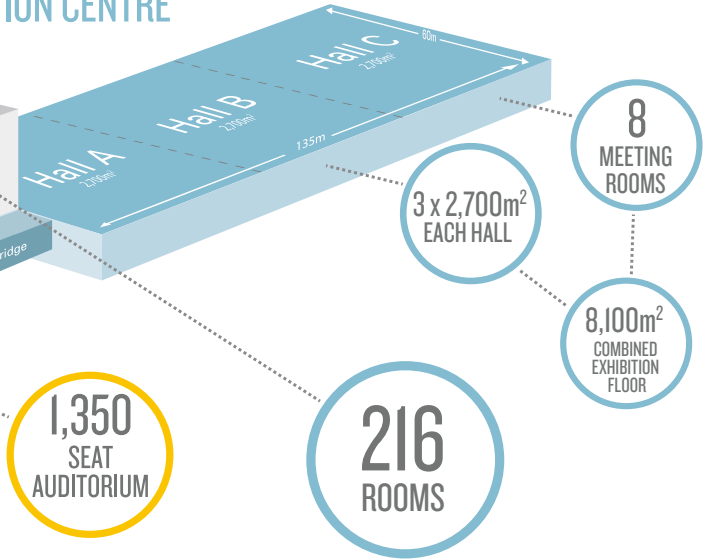 ION CENTRE
60m
Hall C
2,700m²
Hall B
2,700m²
135m
Hall A
2,700m²
ridge
8
MEETING
ROOMS
3 x 2,700m²
EACH HALL
8,100m²
COMBINED
EXHIBITION
FLOOR
1,350
SEAT
AUDITORIUM
216
ROOMS